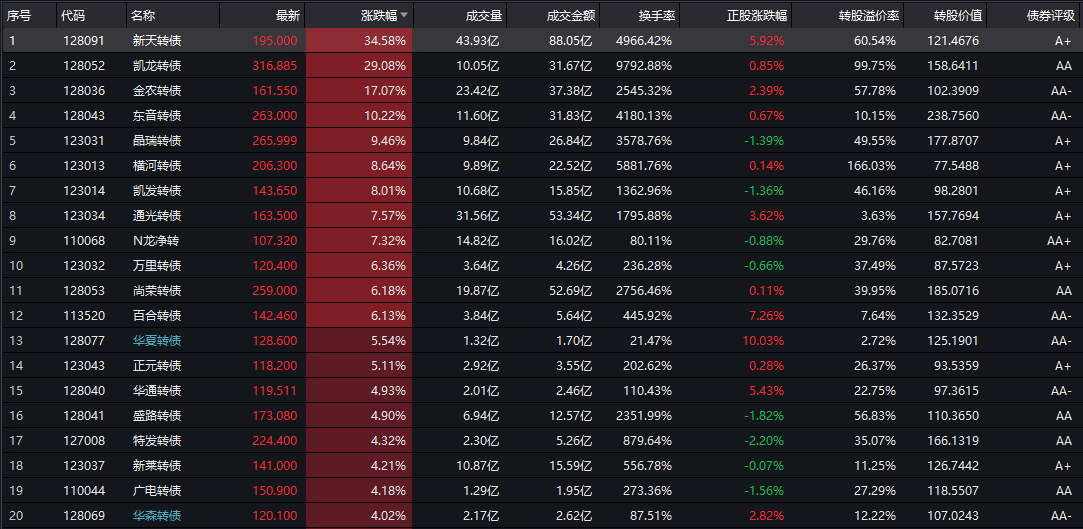 序号 代码 名称 最新 涨跌幅 成交量 成交金额 换手率 正股涨跌幅 转股溢价率 转股价值 债券评级
1 128091 新天转债 195.000 34.58% 43.93亿 88.05亿 4966.42% 5.92% 60.54% 121.4676 A+
2 128052 凯龙转债 316.885 29.08% 10.05亿 31.67亿 9792.88% 0.85% 99.75% 158.6411 AA
3 128036 金农转债 161.550 17.07% 23.42亿 37.38亿 2545.32% 2.39% 57.78% 102.3909 AA-
4 128043 东音转债 263.000 10.22% 11.60亿 31.83亿 4180.13% 0.67% 10.15% 238.7560 AA-
5 123031 晶瑞转债 265.999 9.46% 9.84亿 26.84亿 3578.76% -1.39% 49.55% 177.8707 A+
6 123013 横河转债 206.300 8.64% 9.89亿 22.52亿 5881.76% 0.14% 166.03% 77.5488 A+
7 123014 凯发转债 143.650 8.01% 10.68亿 15.85亿 1362.96% -1.36% 46.16% 98.2801 A+
8 123034 通光转债 163.500 7.57% 31.56亿 53.34亿 1795.88% 3.62% 3.63% 157.7694 A+
9 110068 N龙净转 107.320 7.32% 14.82亿 16.02亿 80.11% -0.88% 29.76% 82.7081 AA+
10 123032 万里转债 120.400 6.36% 3.64亿 4.26亿 236.28% -0.66% 37.49% 87.5723 A+
11 128053 尚荣转债 259.000 6.18% 19.87亿 52.69亿 2756.46% 0.11% 39.95% 185.0716 AA
12 113520 百合转债 142.460 6.13% 3.84亿 5.64亿 445.92% 7.26% 7.64% 132.3529 AA-
13 128077 华夏转债 128.600 5.54% 1.32亿 1.70亿 21.47% 10.03% 2.72% 125.1901 AA-
14 123043 正元转债 118.200 5.11% 2.92亿 3.55亿 202.62% 0.28% 26.37% 93.5359 A+
15 128040 华通转债 119.511 4.93% 2.01亿 2.46亿 110.43% 5.43% 22.75% 97.3615 AA-
16 128041 盛路转债 173.080 4.90% 6.94亿 12.57亿 2351.99% -1.82% 56.83% 110.3650 AA
17 127008 特发转债 224.400 4.32% 2.30亿 5.26亿 879.64% -2.20% 35.07% 166.1319 AA
18 123037 新莱转债 141.000 4.21% 10.87亿 15.59亿 556.78% -0.07% 11.25% 126.7442 A+
19 110044 广电转债 150.900 4.18% 1.29亿 1.95亿 273.36% -1.56% 27.29% 118.5507 AA
20 128069 华森转债 120.100 4.02% 2.17亿 2.62亿 87.51% 2.82% 12.22% 107.0243 AA-